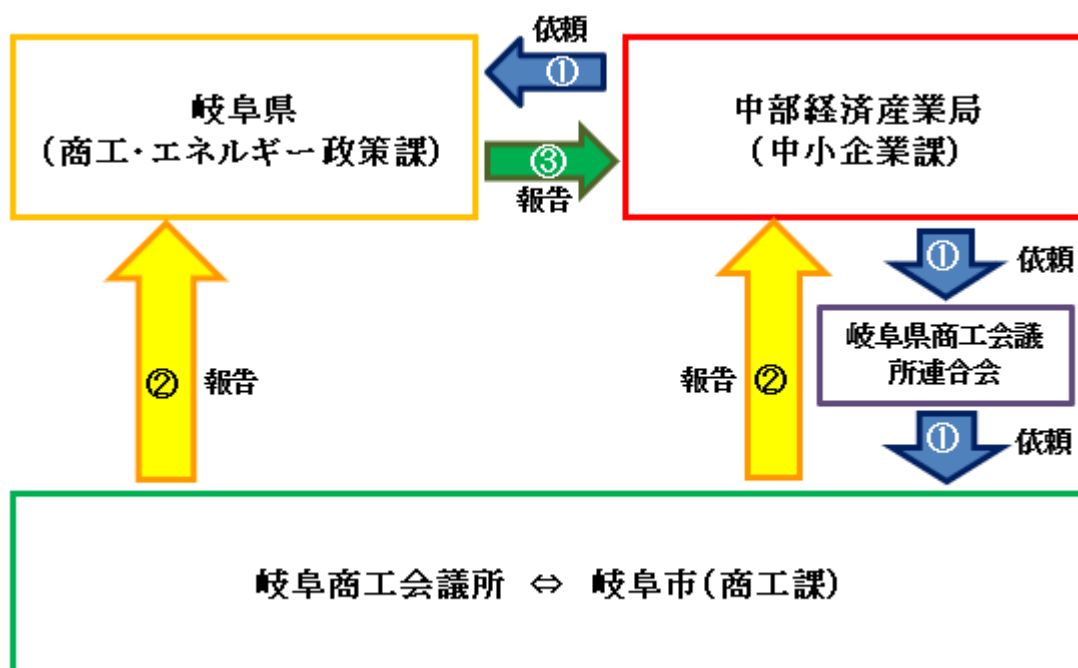 依頼
①
岐阜県
(商工・エネルギー政策課)
中部経済産業局
(中小企業課)
③
報告
①
依頼
岐阜県商工会議
所連合会
②
報告
報告
②
①
依頼
岐阜商工会議所 ⇔ 岐阜市(商工課)